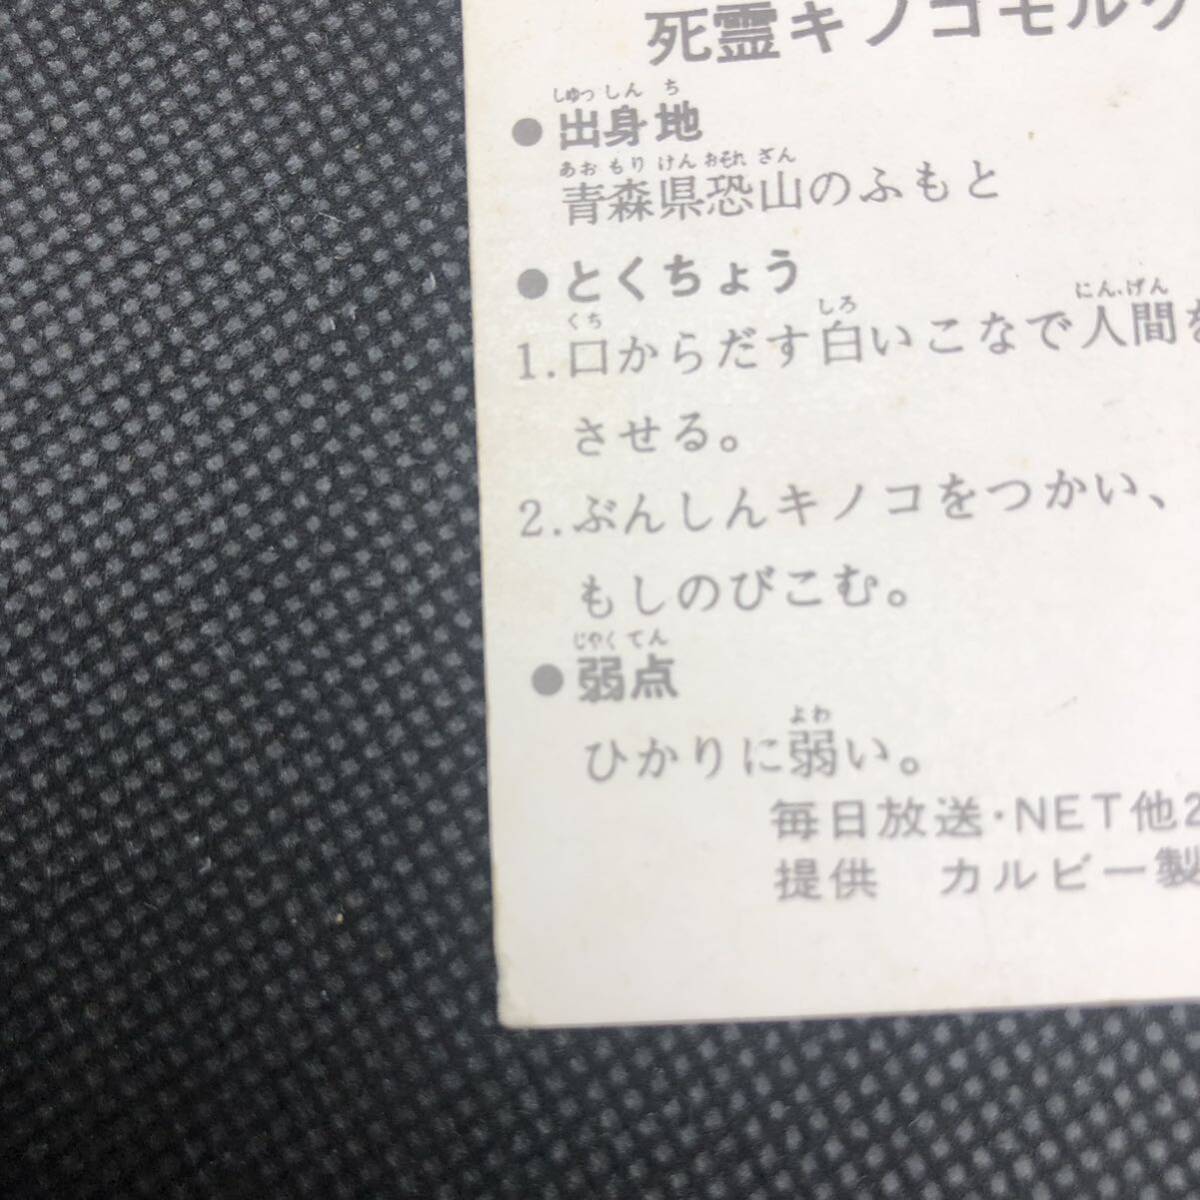 死霊キノコモルグ
しゅっしんち
●出身地
あおもりけんおそれざん
青森県恐山のふもと
●とくちょう
くち しろ にん.げん
1.口からだす白いこなで人間を
させる。
2.ぶんしんキノコをつかい、
もしのびこむ。
じゃくてん
●弱点
よわ
ひかりに弱い。
毎日放送・NET他2
提供 カルビー製